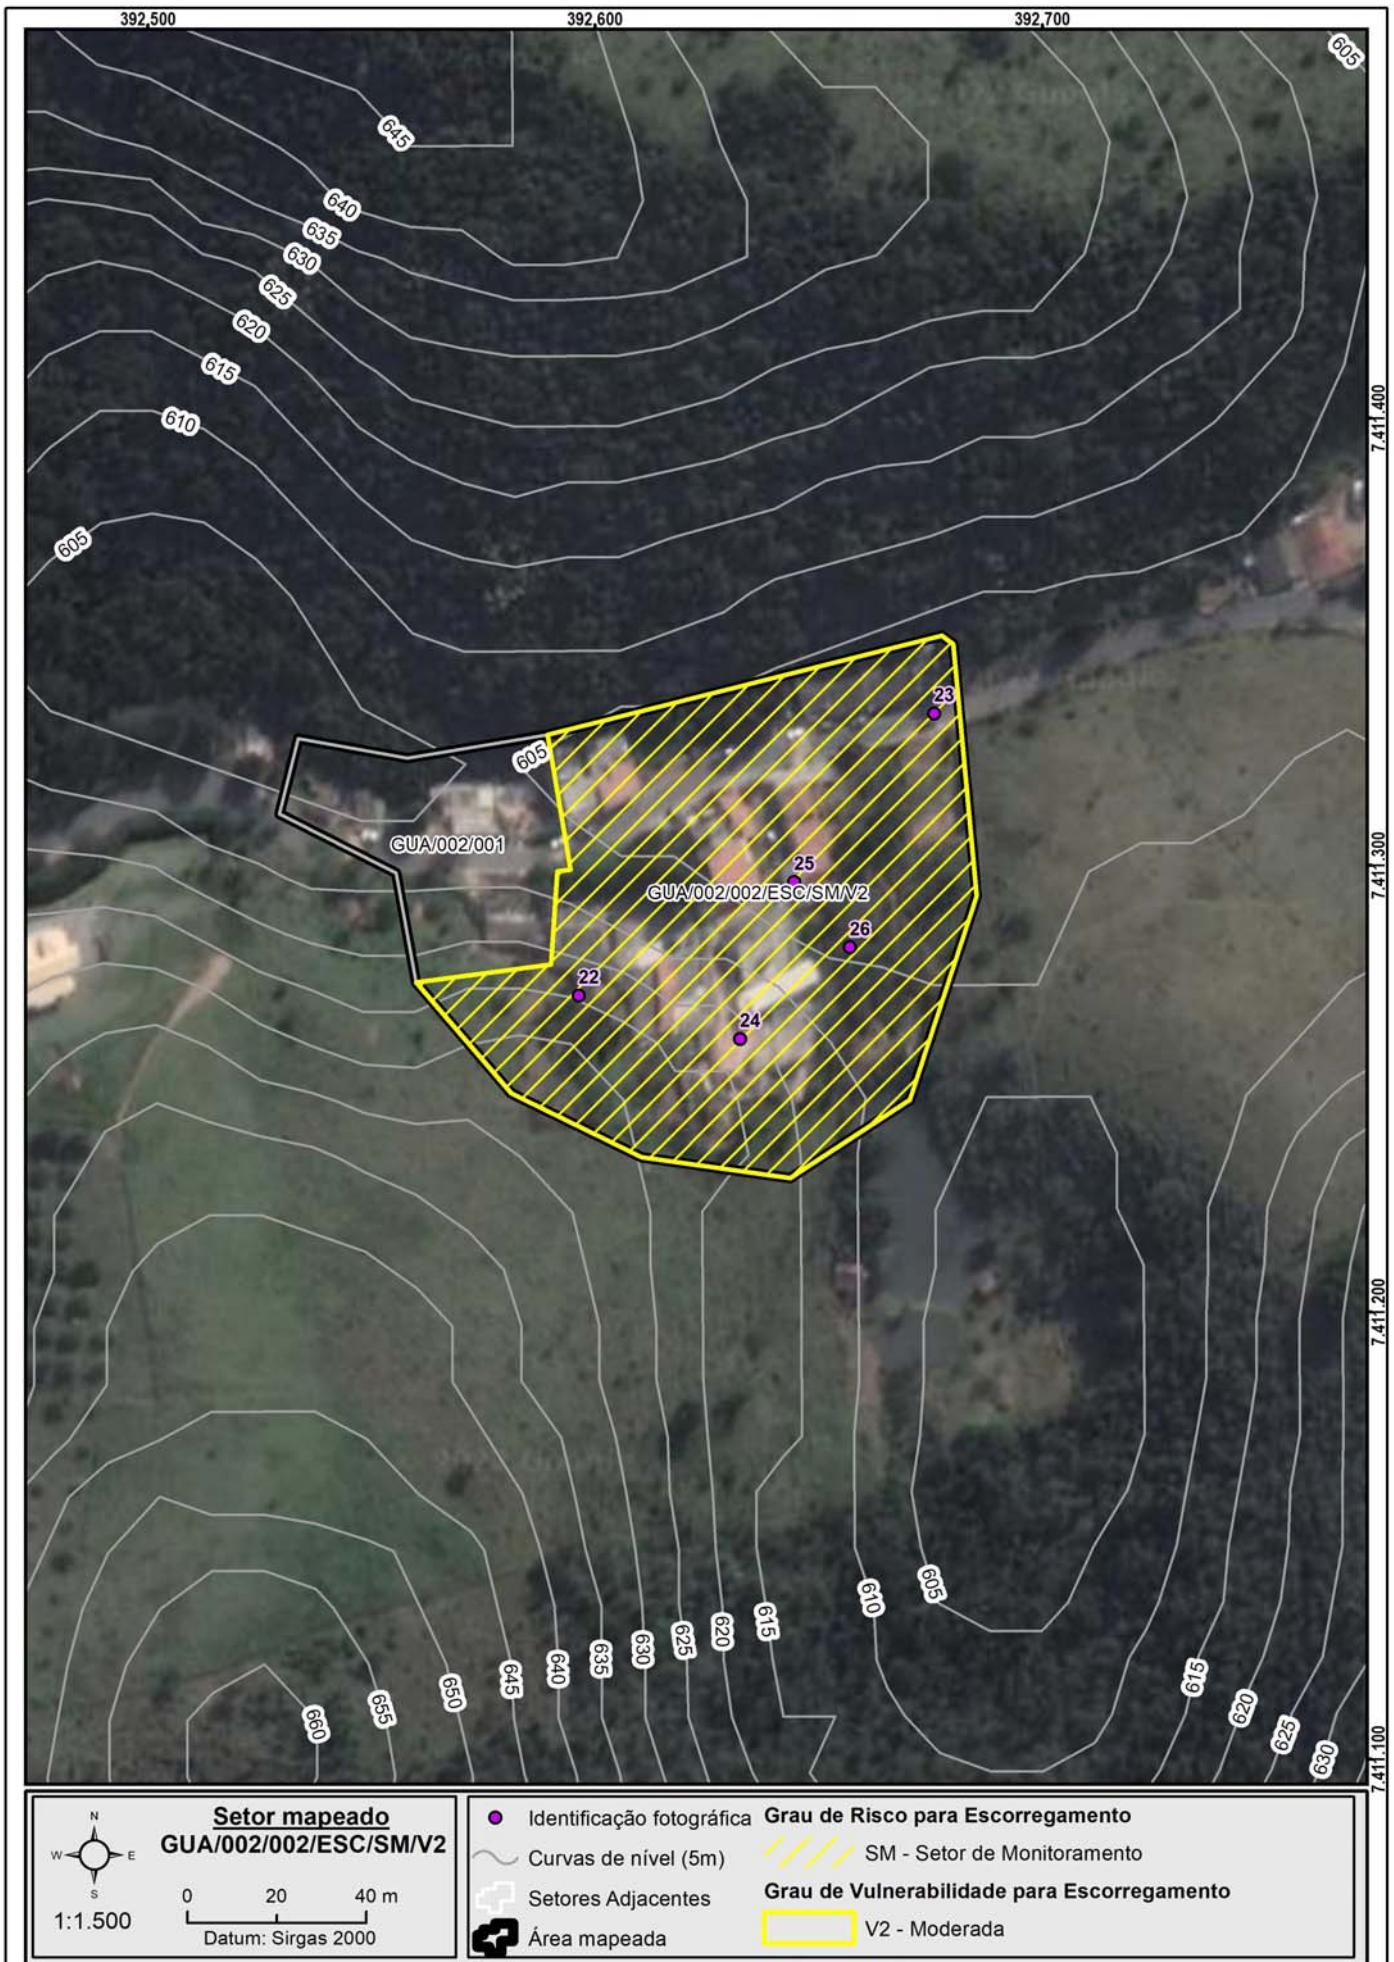 392,500 392,600 392,700
605
645
640
635
630
625
620
615
610
605
7.411.400
23
605
GUA/002/001
7.411.300
25
GUA/002/002/ESC/SM/V2
26
22
24
7.411.200
605
610
615
620
625
630
635
640
645
650
655
660
615
620
625
630
7.411.100
Setor mapeado
GUA/002/002/ESC/SM/V2
N
W E
S
0 20 40 m
1:1.500
Datum: Sirgas 2000
Identificação fotográfica
Curvas de nível (5m)
Setores Adjacentes
Área mapeada
Grau de Risco para Escorregamento
SM - Setor de Monitoramento
Grau de Vulnerabilidade para Escorregamento
V2 - Moderada